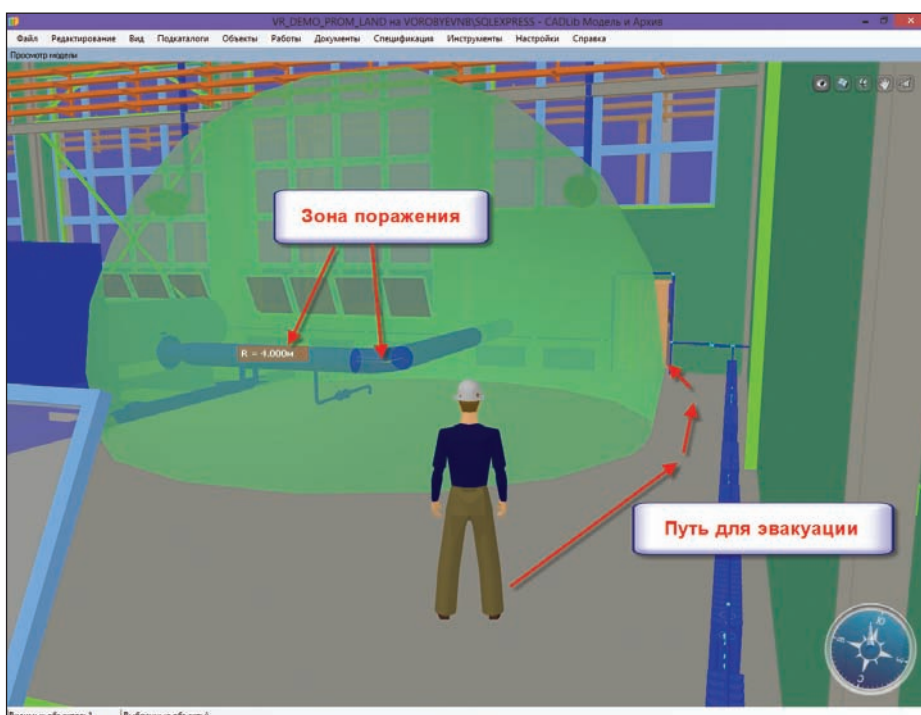 VR_DEMO_PROM_LAND на VOROBYEVNB\SQLEXPRESS - CADLib Модель и Архив
Файл Редактирование Вид Подкаталоги Объекты Работы Документы Спецификация Инструменты Настройки Справка
Просмотр модели
Зона поражения
R = 4.000м
Путь для эвакуации
Ю
С